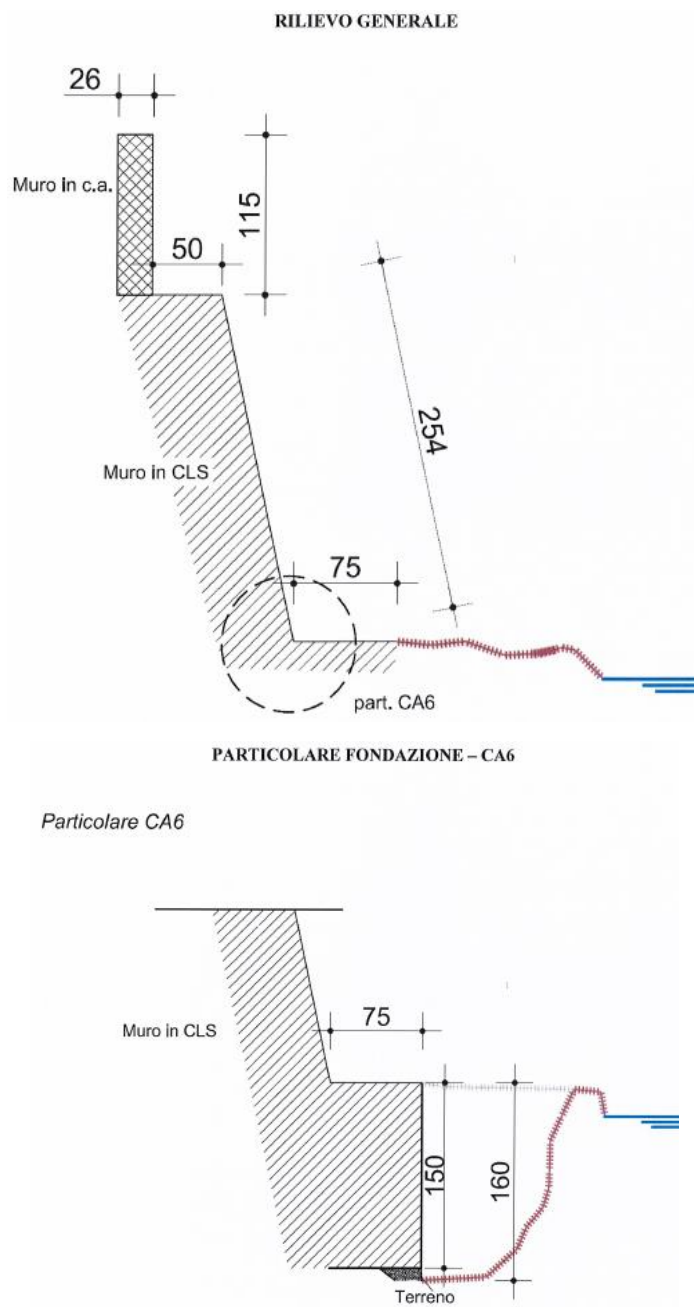 RILIEVO GENERALE
26
Muro in c.a.
115
50
254
Muro in CLS
75
part. CA6
PARTICOLARE FONDAZIONE – CA6
Particolare CA6
Muro in CLS
75
150
160
Terreno